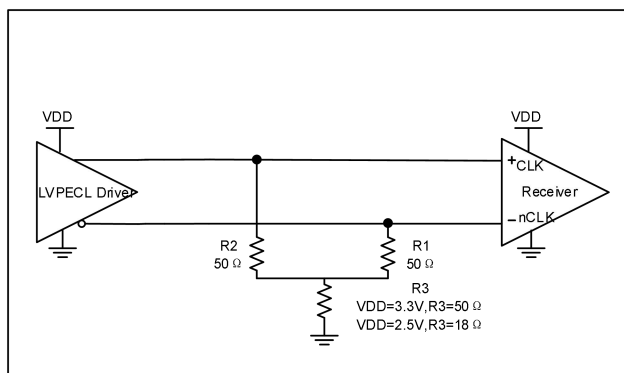 VDD
VDD
LVPECL Driver
+CLK
Receiver
−nCLK
R2
50 Ω
R1
50 Ω
R3
VDD=3.3V,R3=50 Ω
VDD=2.5V,R3=18 Ω